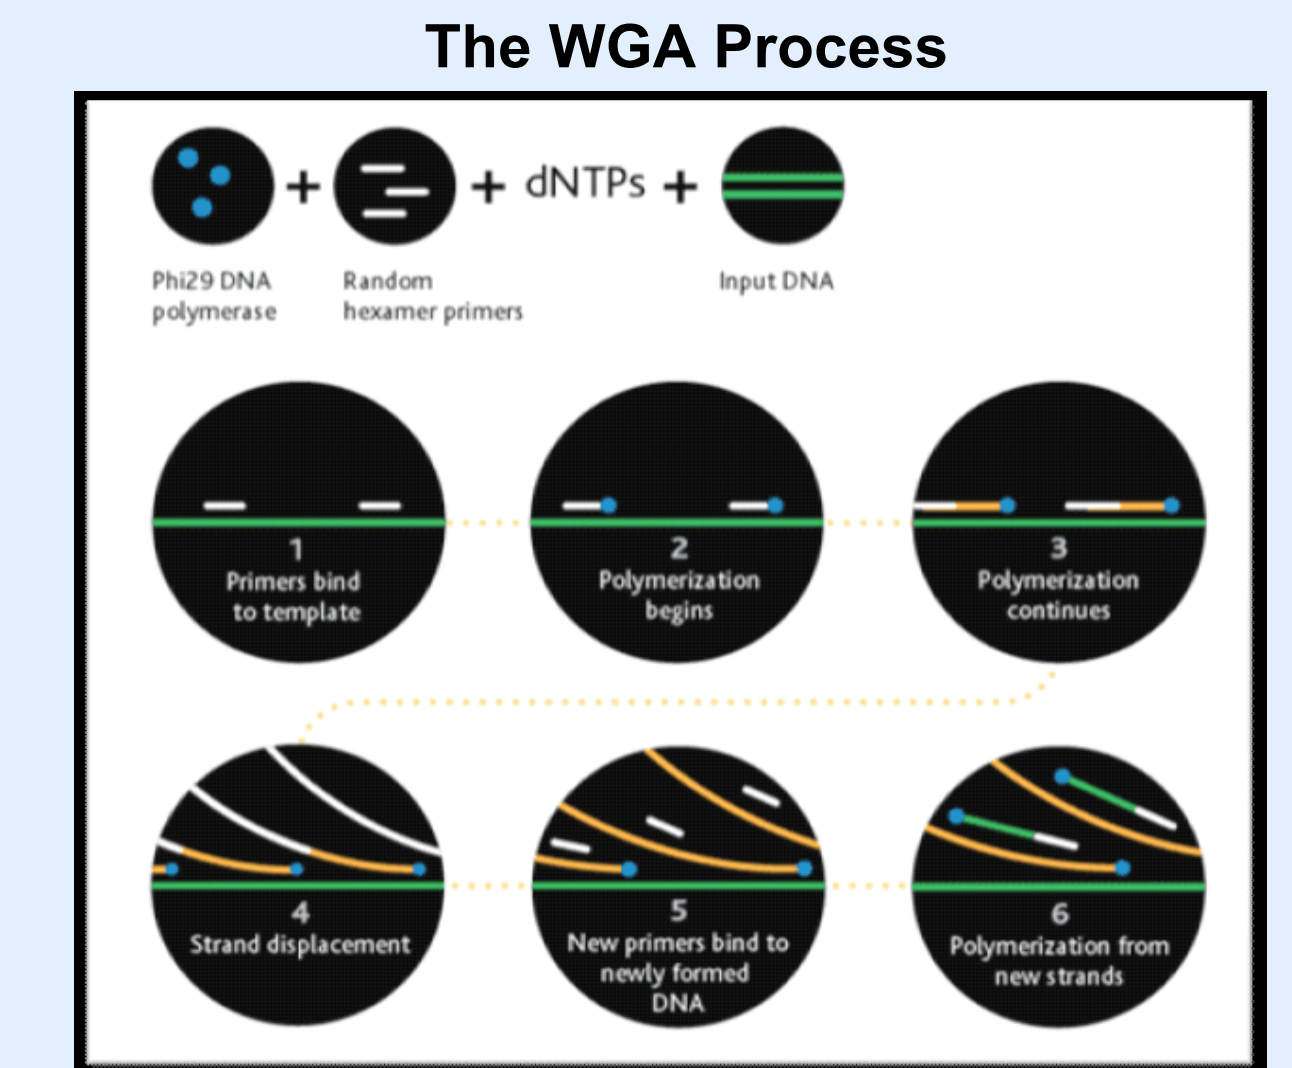 The WGA Process
+ + dNTPs +
Phi29 DNA
polymerase
Random
hexamer primers
Input DNA
1
Primers bind
to template
2
Polymerization
begins
3
Polymerization
continues
4
Strand displacement
5
New primers bind to
newly formed
DNA
6
Polymerization from
new strands